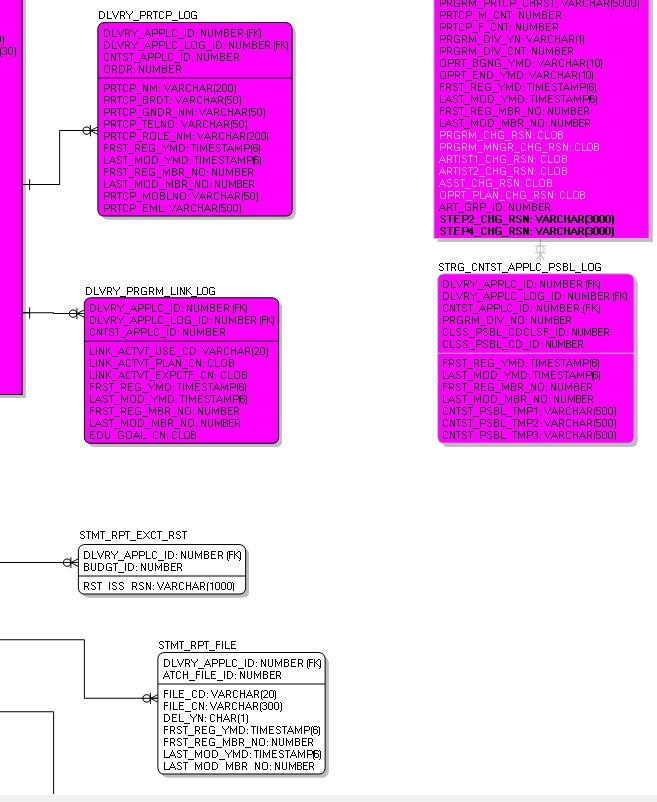 DLVRY_PRTCP_LOG
DLVRY_APPLC_ID: NUMBER (FK)
DLVRY_APPLC_LOG_ID: NUMBER (FK)
CNTST_APPLC_ID: NUMBER
ORDR: NUMBER
PRTCP_NM: VARCHAR(200)
PRTCP_BRDT: VARCHAR(50)
PRTCP_GNDR_NM: VARCHAR(50)
PRTCP_TELNO: VARCHAR(50)
PRTCP_ROLE_NM: VARCHAR(200)
FRST_REG_YMD: TIMESTAMP(6)
LAST_MOD_YMD: TIMESTAMP(6)
FRST_REG_MBR_NO: NUMBER
LAST_MOD_MBR_NO: NUMBER
PRTCP_MOBLNO: VARCHAR(50)
PRTCP_EML: VARCHAR(500)
)
(30)
PRGRM_PRTCP_CHRST: VARCHAR(5000)
PRTCP_M_CNT: NUMBER
PRTCP_F_CNT: NUMBER
PRGRM_DIV_YN: VARCHAR(1)
PRGRM_DIV_CNT: NUMBER
OPRT_BGNG_YMD: VARCHAR(10)
OPRT_END_YMD: VARCHAR(10)
FRST_REG_YMD: TIMESTAMP(6)
LAST_MOD_YMD: TIMESTAMP(6)
FRST_REG_MBR_NO: NUMBER
LAST_MOD_MBR_NO: NUMBER
PRGRM_CHG_RSN: CLOB
PRGRM_MNGR_CHG_RSN: CLOB
ARTIST1_CHG_RSN: CLOB
ARTIST2_CHG_RSN: CLOB
ASST_CHG_RSN: CLOB
OPRT_PLAN_CHG_RSN: CLOB
ART_GRP_ID: NUMBER
STEP2_CHG_RSN: VARCHAR(3000)
STEP4_CHG_RSN: VARCHAR(3000)
DLVRY_PRGRM_LINK_LOG
DLVRY_APPLC_ID: NUMBER (FK)
DLVRY_APPLC_LOG_ID: NUMBER (FK)
CNTST_APPLC_ID: NUMBER
LINK_ACTVT_USE_CD: VARCHAR(20)
LINK_ACTVT_PLAN_CN: CLOB
LINK_ACTVT_EXPCTF_CN: CLOB
FRST_REG_YMD: TIMESTAMP(6)
LAST_MOD_YMD: TIMESTAMP(6)
FRST_REG_MBR_NO: NUMBER
LAST_MOD_MBR_NO: NUMBER
EDU_GOAL_CN: CLOB
STRG_CNTST_APPLC_PSBL_LOG
DLVRY_APPLC_ID: NUMBER (FK)
DLVRY_APPLC_LOG_ID: NUMBER (FK)
CNTST_APPLC_ID: NUMBER (FK)
PRGRM_DIV_NO: NUMBER
CLSS_PSBL_CDCLSF_ID: NUMBER
CLSS_PSBL_CD_ID: NUMBER
FRST_REG_YMD: TIMESTAMP(6)
LAST_MOD_YMD: TIMESTAMP(6)
FRST_REG_MBR_NO: NUMBER
LAST_MOD_MBR_NO: NUMBER
CNTST_PSBL_TMP1: VARCHAR(500)
CNTST_PSBL_TMP2: VARCHAR(500)
CNTST_PSBL_TMP3: VARCHAR(500)
STMT_RPT_EXCT_RST
DLVRY_APPLC_ID: NUMBER (FK)
BUDGT_ID: NUMBER
RST_ISS_RSN: VARCHAR(1000)
STMT_RPT_FILE
DLVRY_APPLC_ID: NUMBER (FK)
ATCH_FILE_ID: NUMBER
FILE_CD: VARCHAR(20)
FILE_CN: VARCHAR(300)
DEL_YN: CHAR(1)
FRST_REG_YMD: TIMESTAMP(6)
FRST_REG_MBR_NO: NUMBER
LAST_MOD_YMD: TIMESTAMP(6)
LAST_MOD_MBR_NO: NUMBER